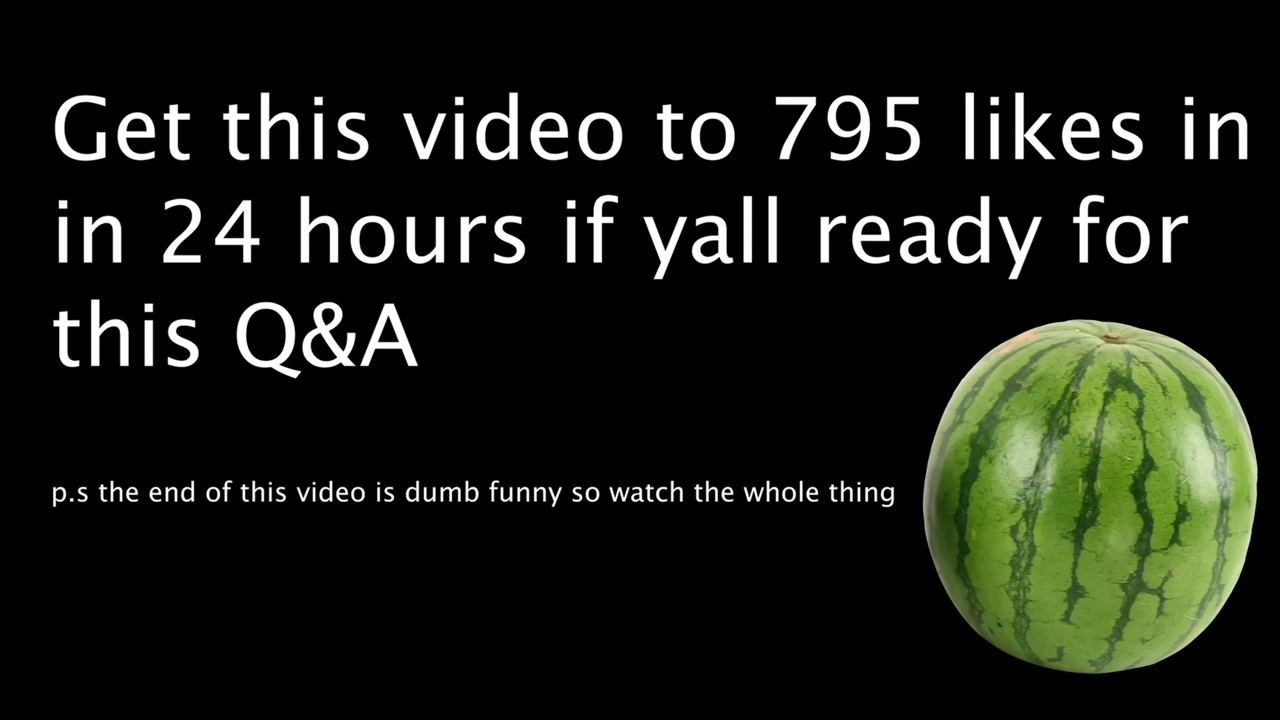 Get this video to 795 likes in
in 24 hours if yall ready for
this Q&A
p.s the end of this video is dumb funny so watch the whole thing